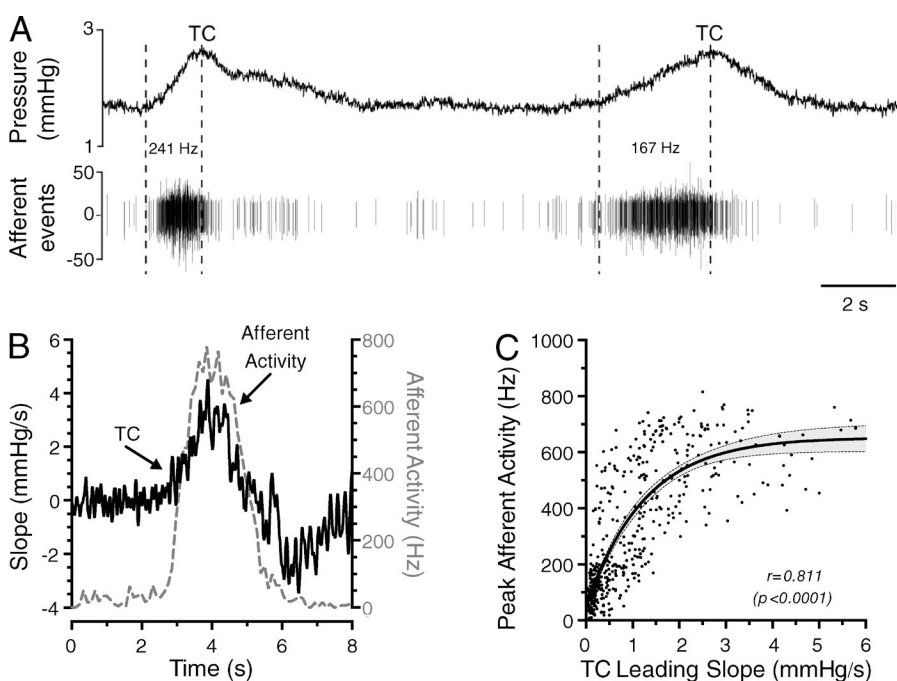 A
TC
TC
3
Pressure
(mmHg)
1
241 Hz
167 Hz
50
Afferent
events
0
-50
2 s
B
6
4
2
0
-2
-4
Slope (mmHg/s)
TC
Afferent
Activity
800
600
400
200
0
Afferent Activity
(Hz)
0 2 4 6 8
Time (s)
C
1000
800
600
400
200
0
Peak Afferent Activity (Hz)
r=0.811
(p<0.0001)
0 1 2 3 4 5 6
TC Leading Slope (mmHg/s)